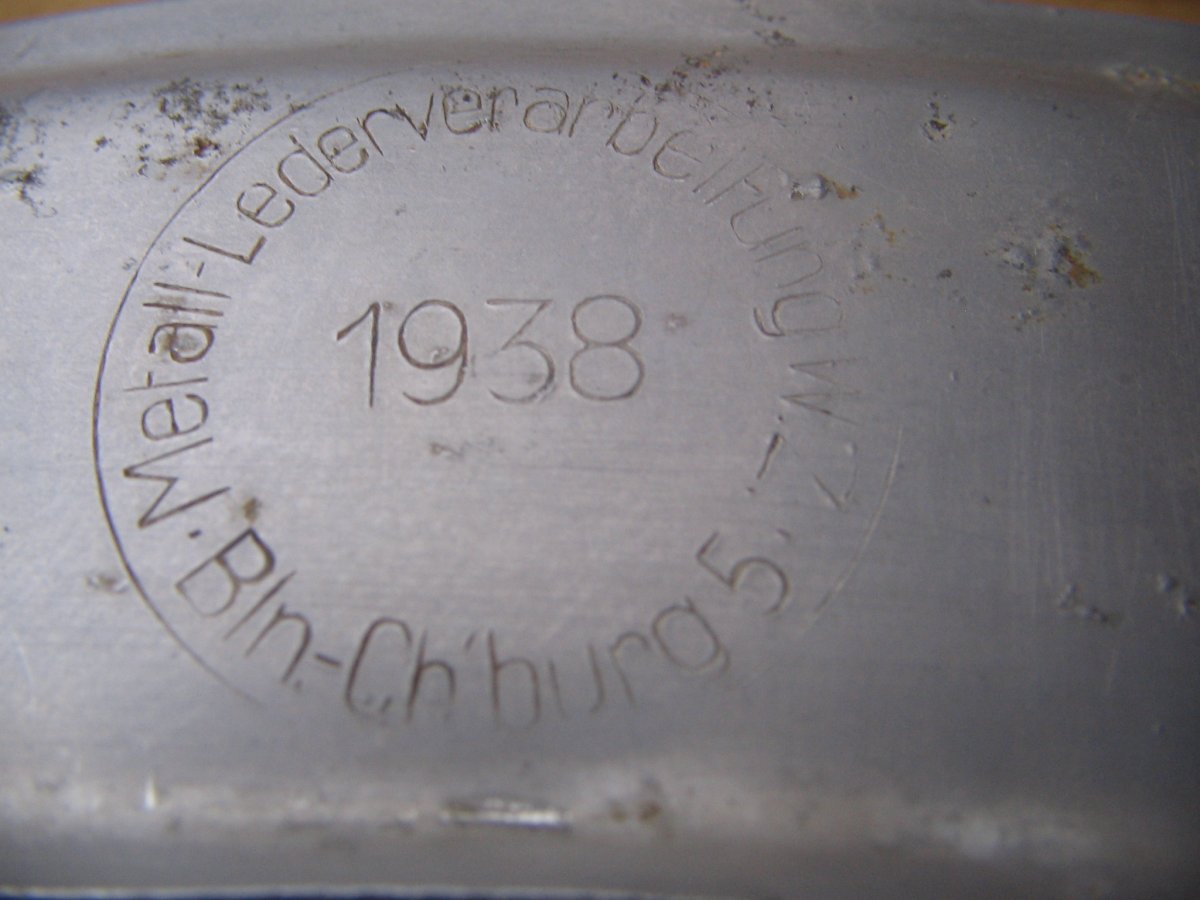 Metall-Lederverarbeitung W.Z.
1938
Bln.-Ch'burg 5.